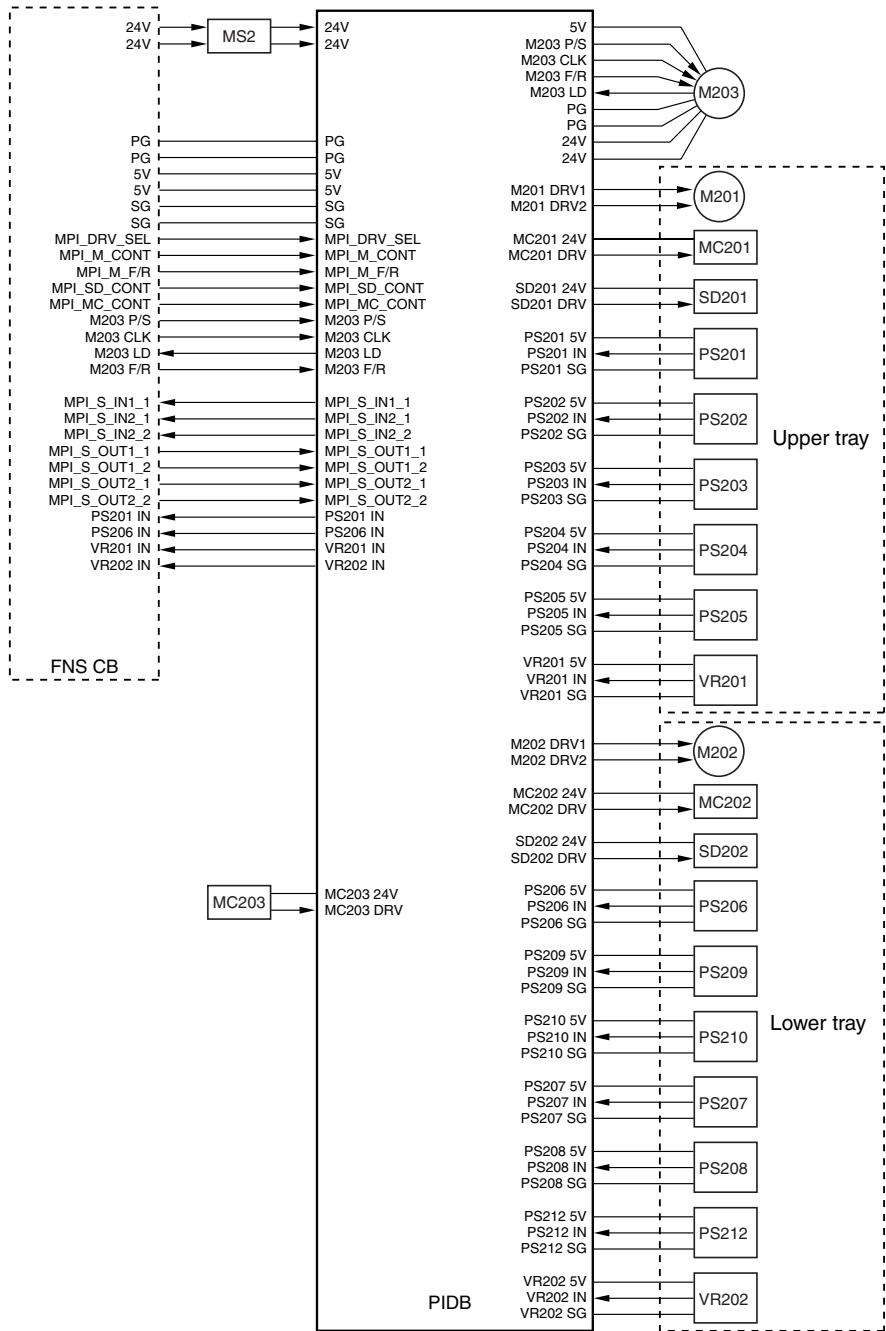 24V
24V
MS2
24V
24V
PG
PG
5V
5V
SG
SG
MPI_DRV_SEL
MPI_M_CONT
MPI_M_F/R
MPI_SD_CONT
MPI_MC_CONT
M203 P/S
M203 CLK
M203 LD
M203 F/R
MPI_S_IN1_1
MPI_S_IN2_1
MPI_S_IN2_2
MPI_S_OUT1_1
MPI_S_OUT1_2
MPI_S_OUT2_1
MPI_S_OUT2_2
PS201 IN
PS206 IN
VR201 IN
VR202 IN
FNS CB
PG
PG
5V
5V
SG
SG
MPI_DRV_SEL
MPI_M_CONT
MPI_M_F/R
MPI_SD_CONT
MPI_MC_CONT
M203 P/S
M203 CLK
M203 LD
M203 F/R
MPI_S_IN1_1
MPI_S_IN2_1
MPI_S_IN2_2
MPI_S_OUT1_1
MPI_S_OUT1_2
MPI_S_OUT2_1
MPI_S_OUT2_2
PS201 IN
PS206 IN
VR201 IN
VR202 IN
MC203
MC203 24V
MC203 DRV
PIDB
5V
M203 P/S
M203 CLK
M203 F/R
M203 LD
PG
PG
24V
24V
M203
M201 DRV1
M201 DRV2
M201
MC201 24V
MC201 DRV
MC201
SD201 24V
SD201 DRV
SD201
PS201 5V
PS201 IN
PS201 SG
PS201
PS202 5V
PS202 IN
PS202 SG
PS202
Upper tray
PS203 5V
PS203 IN
PS203 SG
PS203
PS204 5V
PS204 IN
PS204 SG
PS204
PS205 5V
PS205 IN
PS205 SG
PS205
VR201 5V
VR201 IN
VR201 SG
VR201
M202 DRV1
M202 DRV2
M202
MC202 24V
MC202 DRV
MC202
SD202 24V
SD202 DRV
SD202
PS206 5V
PS206 IN
PS206 SG
PS206
PS209 5V
PS209 IN
PS209 SG
PS209
PS210 5V
PS210 IN
PS210 SG
PS210
Lower tray
PS207 5V
PS207 IN
PS207 SG
PS207
PS208 5V
PS208 IN
PS208 SG
PS208
PS212 5V
PS212 IN
PS212 SG
PS212
VR202 5V
VR202 IN
VR202 SG
VR202